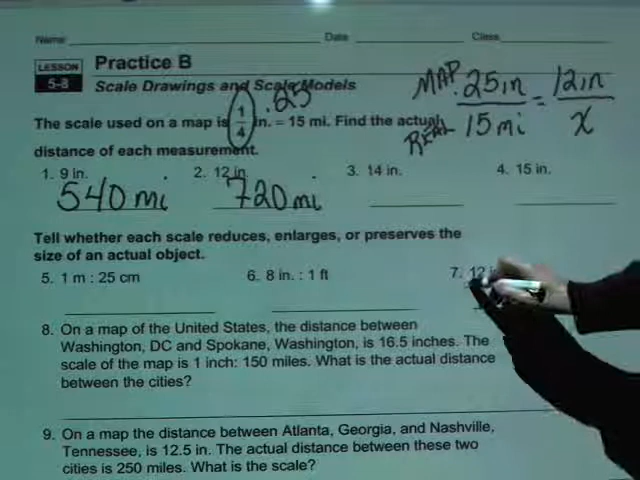 Name Date Class
LESSON 5-8
Practice B
Scale Drawings and Scale Models
.25
MAP .25in = 12in
REAL 15mi x
The scale used on a map is 1/4 in. = 15 mi. Find the actual
distance of each measurement.
1. 9 in. 2. 12 in. 3. 14 in. 4. 15 in.
540 mi 720 mi
Tell whether each scale reduces, enlarges, or preserves the
size of an actual object.
5. 1 m : 25 cm 6. 8 in. : 1 ft 7. 12
8. On a map of the United States, the distance between
Washington, DC and Spokane, Washington, is 16.5 inches. The
scale of the map is 1 inch: 150 miles. What is the actual distance
between the cities?
9. On a map the distance between Atlanta, Georgia, and Nashville,
Tennessee, is 12.5 in. The actual distance between these two
cities is 250 miles. What is the scale?